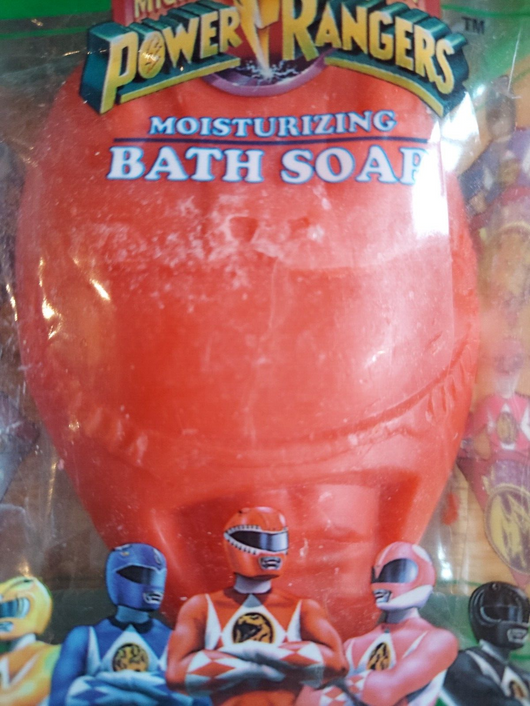 POWER RANGERS
TM
MOISTURIZING
BATH SOAP